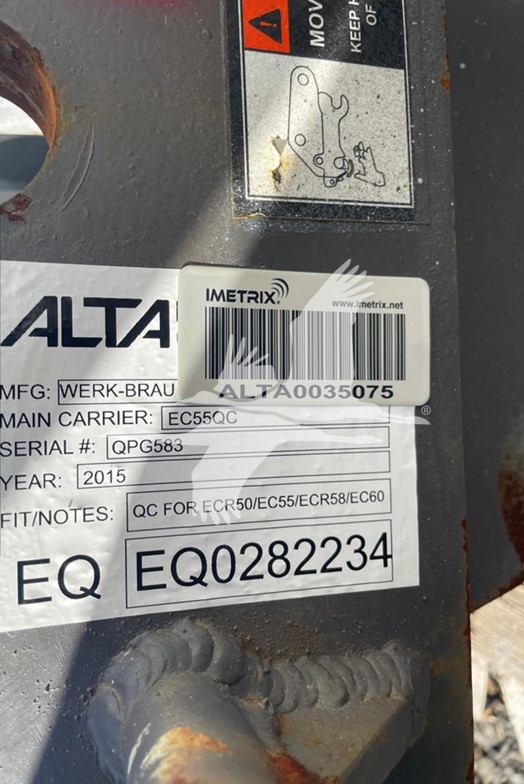 MOV
KEEP H
OF
IMETRIX
www.imetrix.net
ALTA0035075
ALTA
MFG: WERK-BRAU
MAIN CARRIER: EC55QC
SERIAL #: QPG583
YEAR: 2015
FIT/NOTES: QC FOR ECR50/EC55/ECR58/EC60
EQ EQ0282234
®